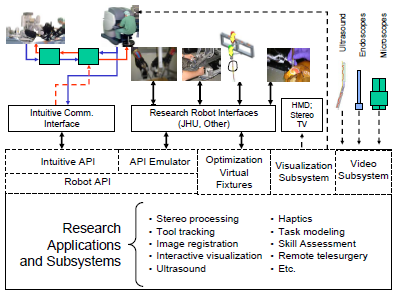 Ultrasound
Endoscopes
Microscopes
Intuitive Comm.
Interface
Research Robot Interfaces
(JHU, Other)
HMD;
Stereo
TV
Intuitive API
API Emulator
Optimization
Virtual
Fixtures
Visualization
Subsystem
Video
Subsystem
Robot API
Research
Applications
and Subsystems
• Stereo processing
• Tool tracking
• Image registration
• Interactive visualization
• Ultrasound
• Haptics
• Task modeling
• Skill Assessment
• Remote telesurgery
• Etc.